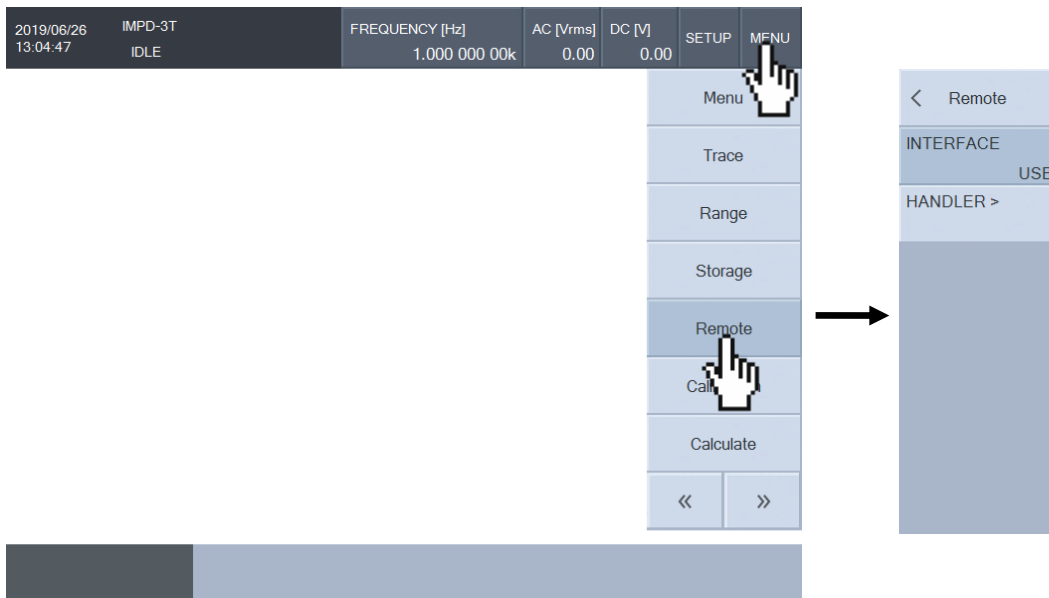 2019/06/26
13:04:47
IMPD-3T
IDLE
FREQUENCY [Hz]
1.000 000 00k
AC [Vrms]
0.00
DC [V]
0.00
SETUP
MENU
Menu
Trace
Range
Storage
Remote
Calculate
«
»
< Remote
INTERFACE
HANDLER >